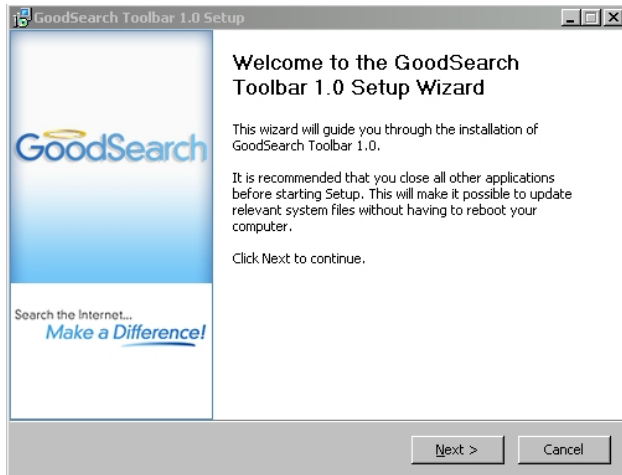 GoodSearch Toolbar 1.0 Setup
Welcome to the GoodSearch
Toolbar 1.0 Setup Wizard
This wizard will guide you through the installation of
GoodSearch Toolbar 1.0.
It is recommended that you close all other applications
before starting Setup. This will make it possible to update
relevant system files without having to reboot your
computer.
Click Next to continue.
GoodSearch
Search the Internet...
Make a Difference!
Next >
Cancel